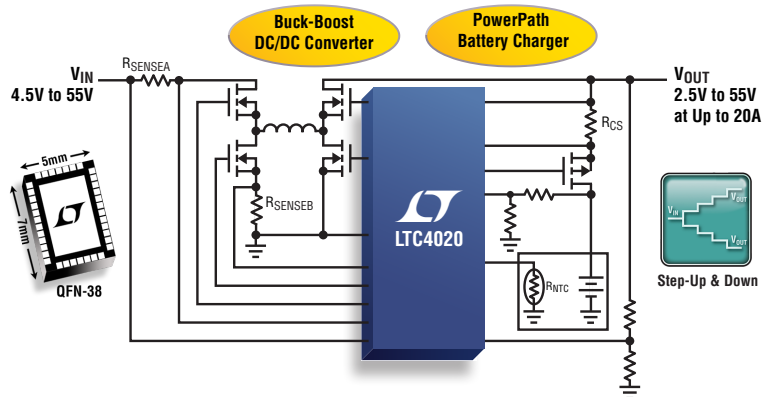 Buck-Boost
DC/DC Converter
PowerPath
Battery Charger
RSENSEA
VIN
4.5V to 55V
VOUT
2.5V to 55V
at Up to 20A
RCS
5mm
7mm
QFN-38
RSENSEB
LTC4020
RNTC
VIN
VOUT
VOUT
Step-Up & Down